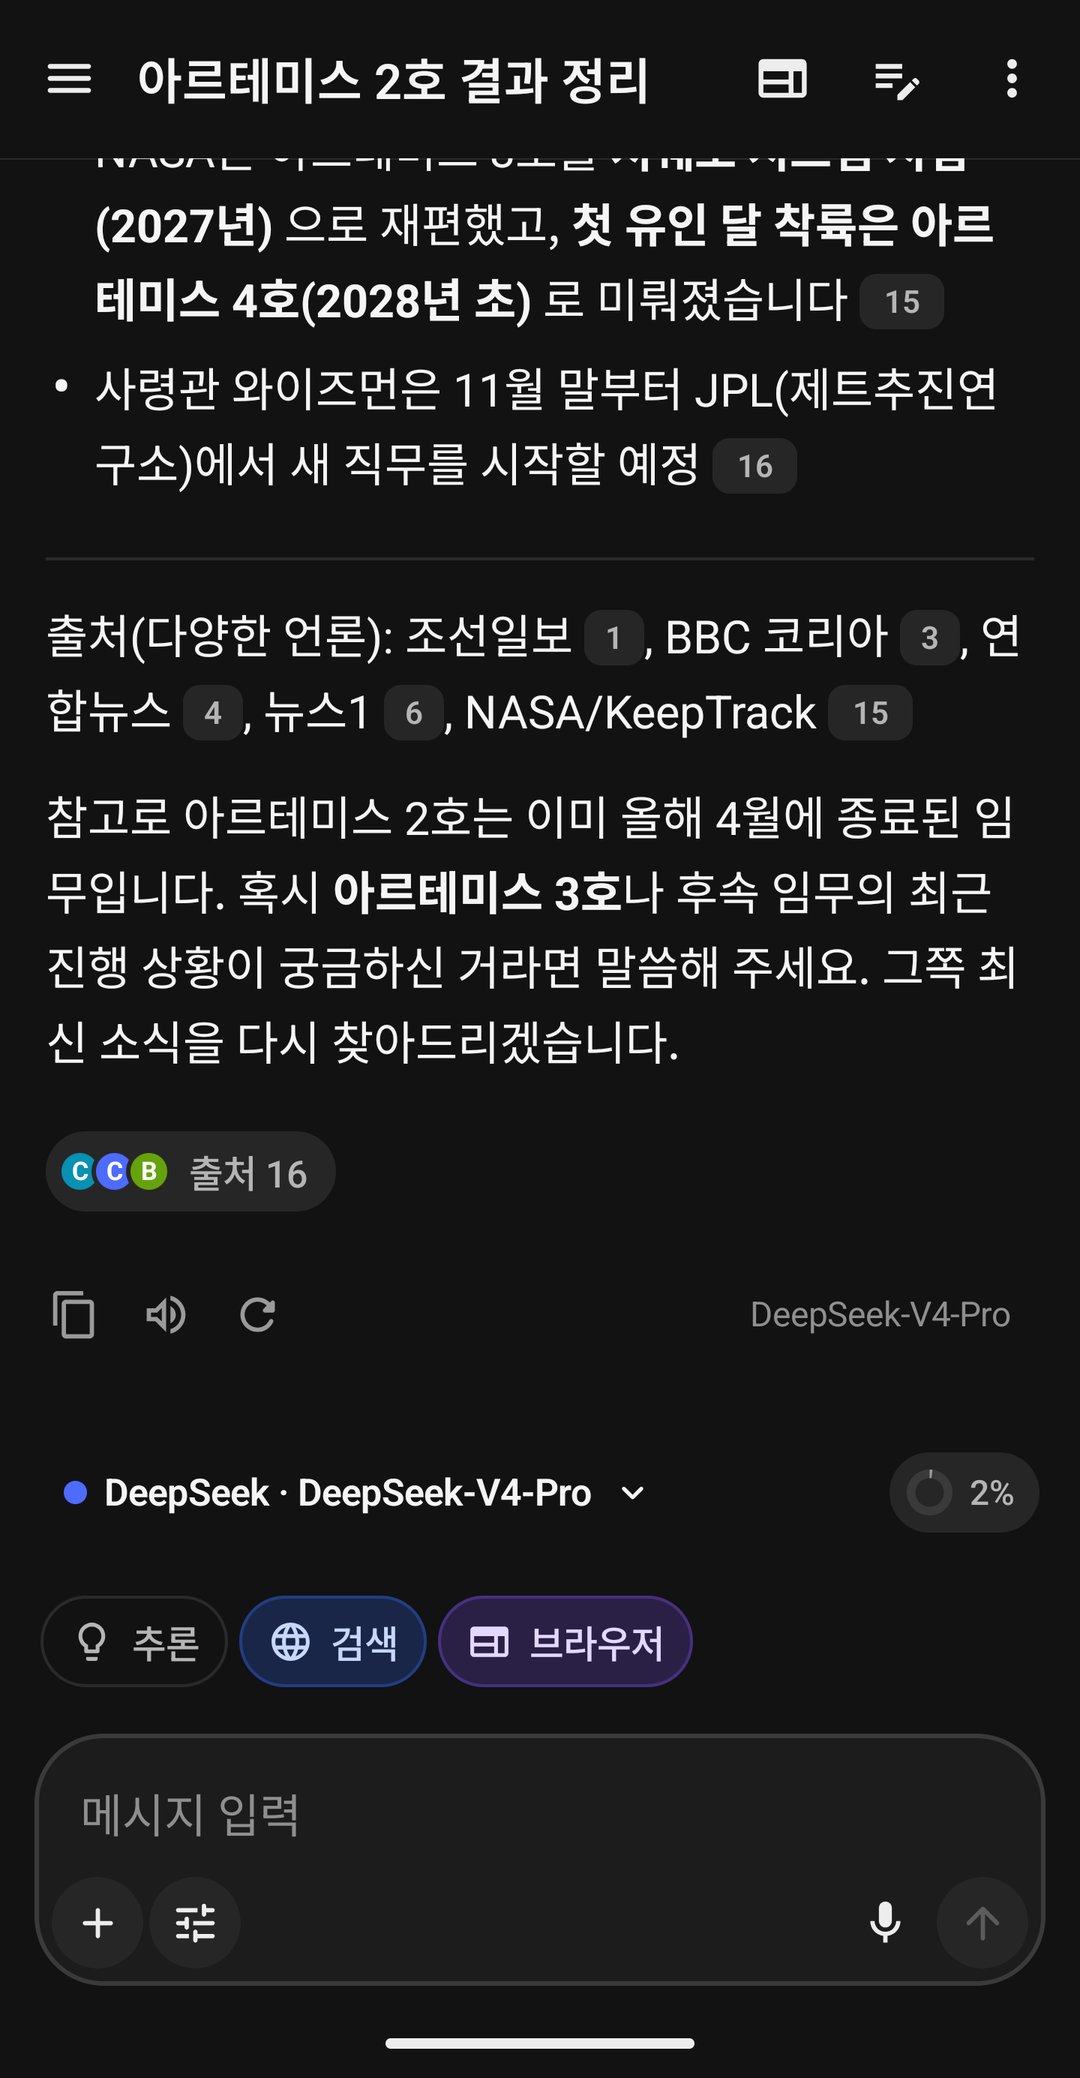 아르테미스 2호 결과 정리
(2027년) 으로 재편했고, 첫 유인 달 착륙은 아르
테미스 4호(2028년 초) 로 미뤄졌습니다 15
• 사령관 와이즈먼은 11월 말부터 JPL(제트추진연
구소)에서 새 직무를 시작할 예정 16
출처(다양한 언론): 조선일보 1, BBC 코리아 3, 연
합뉴스 4, 뉴스1 6, NASA/KeepTrack 15
참고로 아르테미스 2호는 이미 올해 4월에 종료된 임
무입니다. 혹시 아르테미스 3호나 후속 임무의 최근
진행 상황이 궁금하신 거라면 말씀해 주세요. 그쪽 최
신 소식을 다시 찾아드리겠습니다.
C C B 출처 16
DeepSeek-V4-Pro
DeepSeek · DeepSeek-V4-Pro 2%
추론 검색 브라우저
메시지 입력